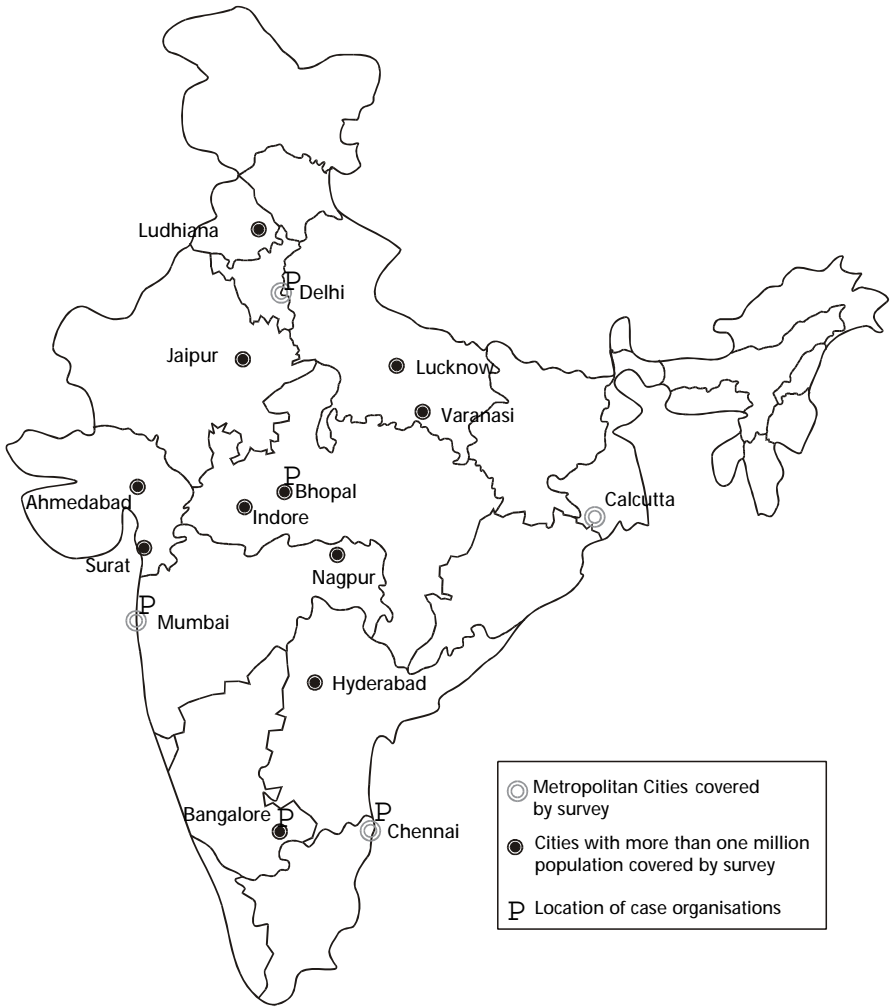 Ludhiana
P
Delhi
Jaipur
Lucknow
Varanasi
P
Bhopal
Ahmedabad
Indore
Calcutta
Surat
Nagpur
P
Mumbai
Hyderabad
Metropolitan Cities covered
by survey
Bangalore
P
P
Chennai
Cities with more than one million
population covered by survey
P Location of case organisations